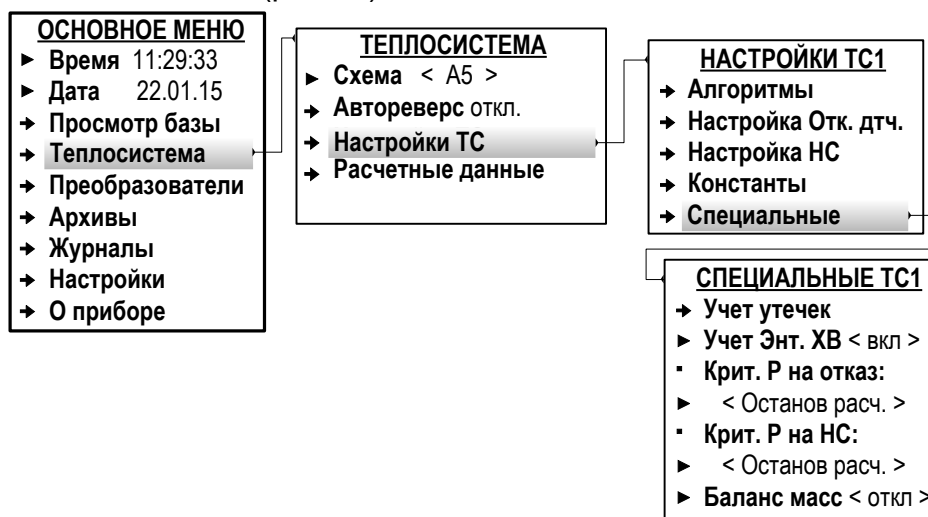 ОСНОВНОЕ МЕНЮ
Время 11:29:33
Дата 22.01.15
Просмотр базы
Теплосистема
Преобразователи
Архивы
Журналы
Настройки
О приборе
ТЕПЛОСИСТЕМА
Схема < А5 >
Автореверс откл.
Настройки ТС
Расчетные данные
НАСТРОЙКИ ТС1
Алгоритмы
Настройка Отк. дтч.
Настройка НС
Константы
Специальные
СПЕЦИАЛЬНЫЕ ТС1
Учет утечек
Учет Энт. ХВ < вкл >
Крит. Р на отказ:
< Останов расч. >
Крит. Р на НС:
< Останов расч. >
Баланс масс < откл >